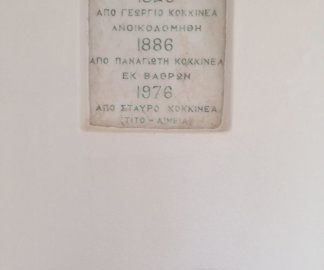 ΑΠΟ ΓΕΩΡΓΙΟ ΚΟΚΚΙΝΕΑ
ΑΝΟΙΚΟΔΟΜΗΘΗ
1886
ΑΠΟ ΠΑΝΑΓΙΩΤΗ ΚΟΚΚΙΝΕΑ
ΕΚ ΒΑΘΡΩΝ
1976
ΑΠΟ ΣΤΑΥΡΟ ΚΟΚΚΙΝΕΑ